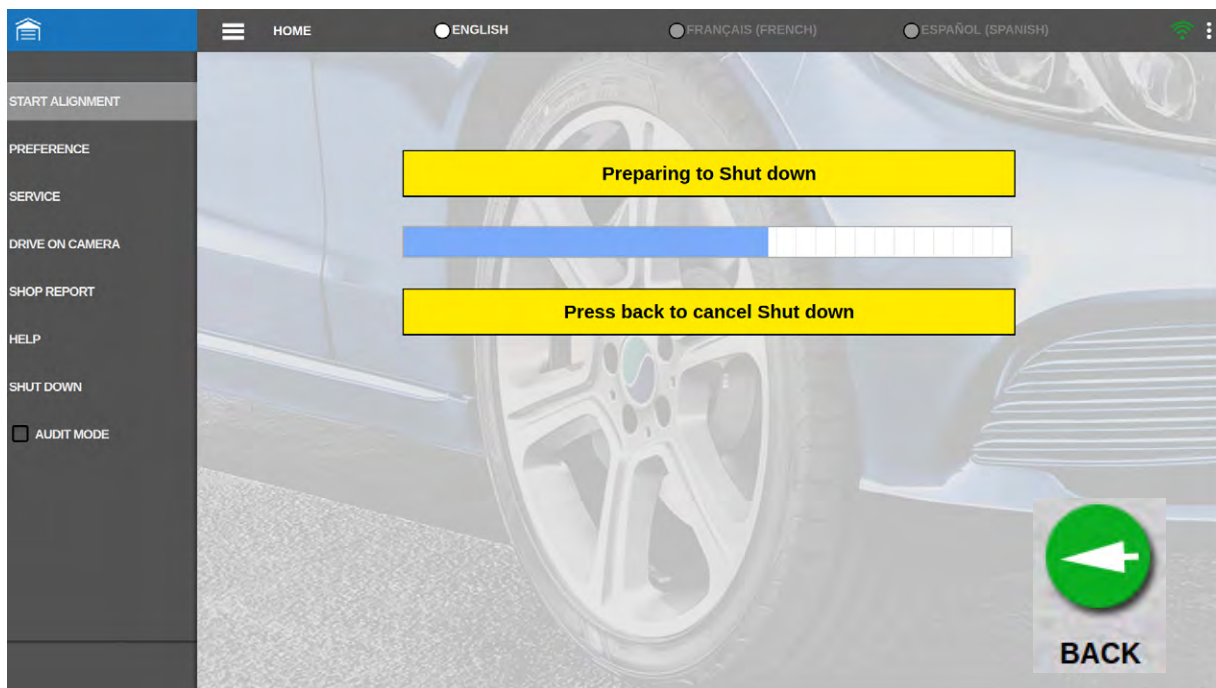 HOME
ENGLISH
FRANÇAIS (FRENCH)
ESPAÑOL (SPANISH)
START ALIGNMENT
PREFERENCE
SERVICE
DRIVE ON CAMERA
SHOP REPORT
HELP
SHUT DOWN
AUDIT MODE
Preparing to Shut down
Press back to cancel Shut down
BACK